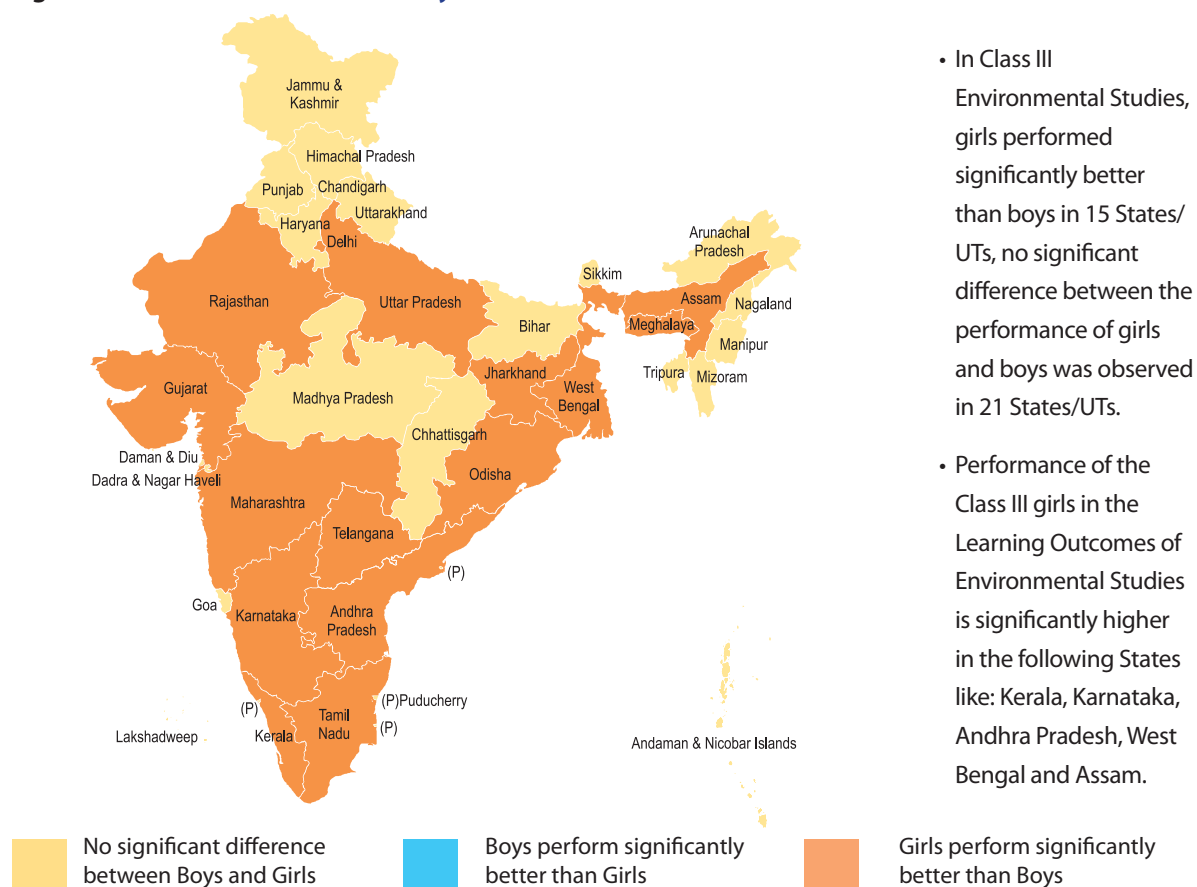 Jammu &
Kashmir
Himachal Pradesh
Punjab
Chandigarh
Uttarakhand
Haryana
Delhi
Arunachal
Pradesh
Sikkim
Rajasthan
Uttar Pradesh
Assam
Nagaland
Bihar
Meghalaya
Manipur
Tripura
Mizoram
Gujarat
Jharkhand
West
Bengal
Madhya Pradesh
Chhattisgarh
Daman & Diu
Dadra & Nagar Haveli
Odisha
Maharashtra
Telangana
(P)
Goa
Karnataka
Andhra
Pradesh
(P)
(P)Puducherry
Tamil
Nadu
(P)
Kerala
Lakshadweep
Andaman & Nicobar Islands
• In Class III
Environmental Studies,
girls performed
significantly better
than boys in 15 States/
UTs, no significant
difference between the
performance of girls
and boys was observed
in 21 States/UTs.
• Performance of the
Class III girls in the
Learning Outcomes of
Environmental Studies
is significantly higher
in the following States
like: Kerala, Karnataka,
Andhra Pradesh, West
Bengal and Assam.
No significant difference
between Boys and Girls
Boys perform significantly
better than Girls
Girls perform significantly
better than Boys